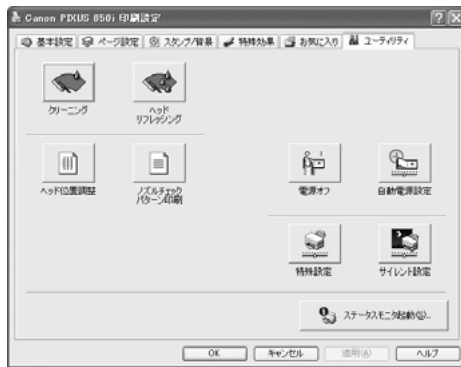 Canon PIXUS 850i 印刷設定
基本設定 ページ設定 スタンプ/背景 特殊効果 お気に入り ユーティリティ
クリーニング
ヘッド
リフレッシング
ヘッド位置調整
ノズルチェック
パターン印刷
電源オフ
自動電源設定
特殊設定
サイレント設定
ステータスモニタ起動(S)...
OK キャンセル 適用(A) ヘルプ